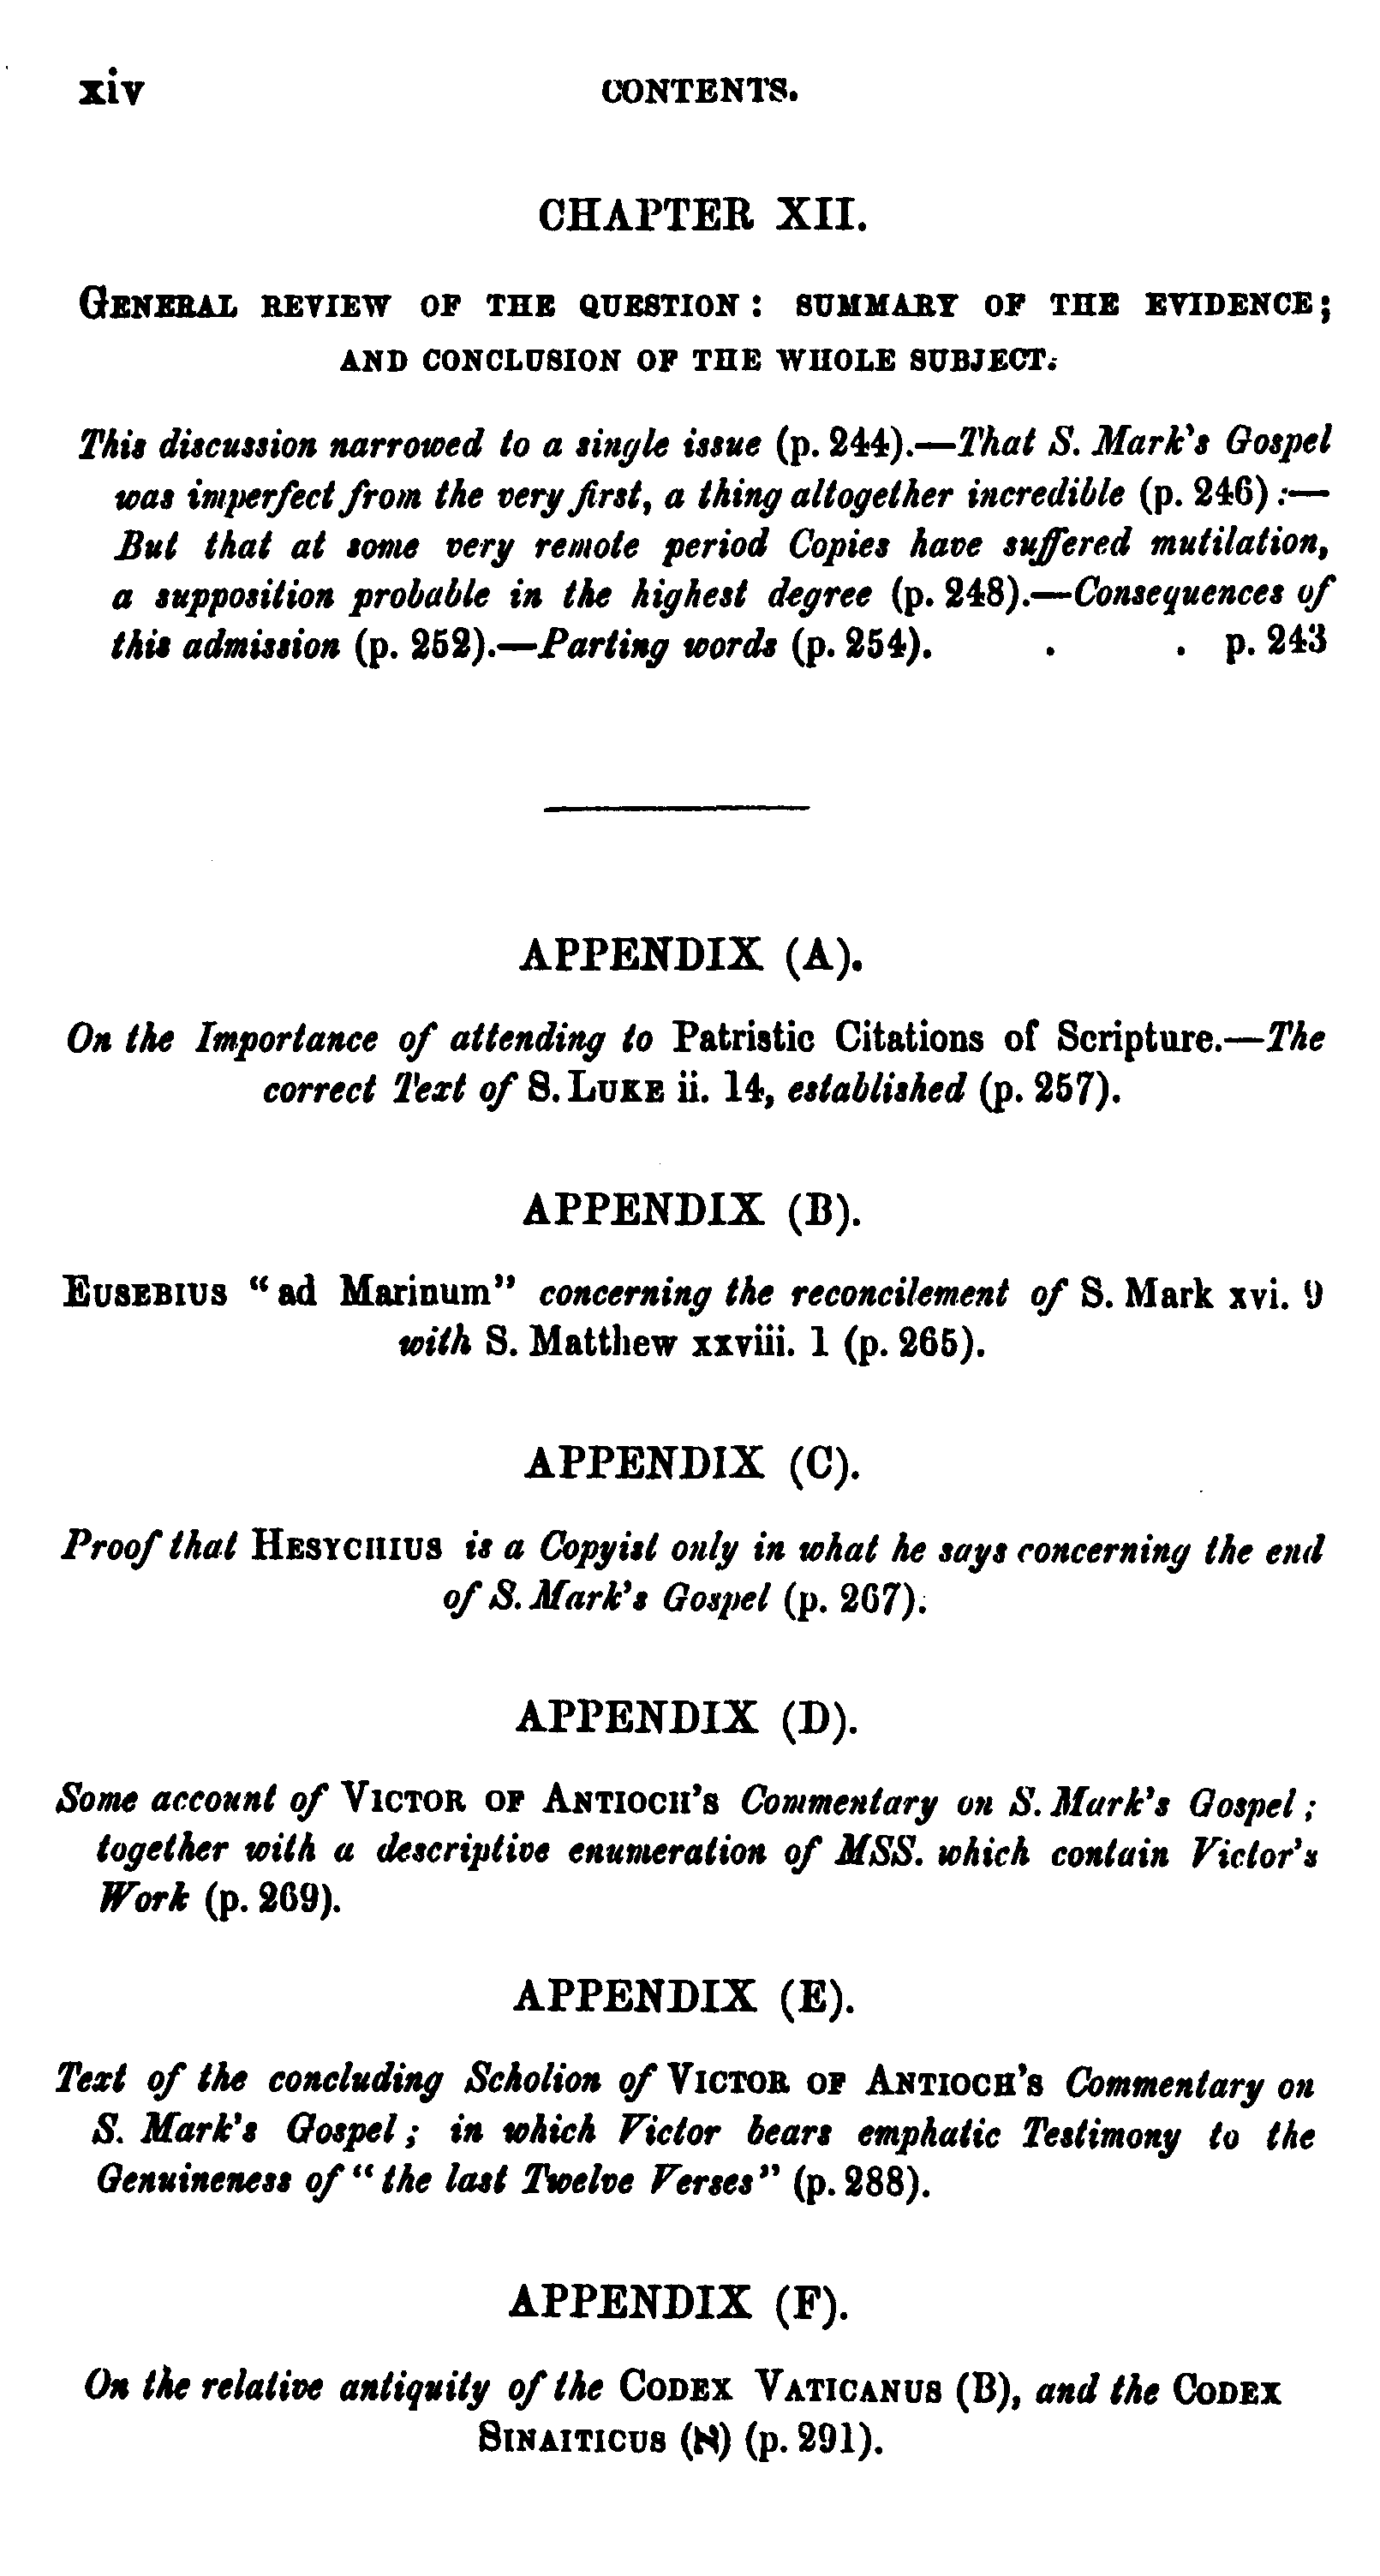 xiv CONTENTS.
CHAPTER XII.
GENERAL REVIEW OF THE QUESTION: SUMMARY OF THE EVIDENCE;
AND CONCLUSION OF THE WHOLE SUBJECT.
This discussion narrowed to a single issue (p. 244).—That S. Mark's Gospel
was imperfect from the very first, a thing altogether incredible (p. 246):—
But that at some very remote period Copies have suffered mutilation,
a supposition probable in the highest degree (p. 248).—Consequences of
this admission (p. 252).—Parting words (p. 254). . . p. 243
APPENDIX (A).
On the Importance of attending to Patristic Citations of Scripture.—The
correct Text of S. LUKE ii. 14, established (p. 257).
APPENDIX (B).
EUSEBIUS "ad Marinum" concerning the reconcilement of S. Mark xvi. 9
with S. Matthew xxviii. 1 (p. 265).
APPENDIX (C).
Proof that HESYCHIUS is a Copyist only in what he says concerning the end
of S. Mark's Gospel (p. 267).
APPENDIX (D).
Some account of VICTOR OF ANTIOCH'S Commentary on S. Mark's Gospel;
together with a descriptive enumeration of MSS. which contain Victor's
Work (p. 269).
APPENDIX (E).
Text of the concluding Scholion of VICTOR OF ANTIOCH'S Commentary on
S. Mark's Gospel; in which Victor bears emphatic Testimony to the
Genuineness of "the last Twelve Verses" (p. 288).
APPENDIX (F).
On the relative antiquity of the CODEX VATICANUS (B), and the CODEX
SINAITICUS (א) (p. 291).